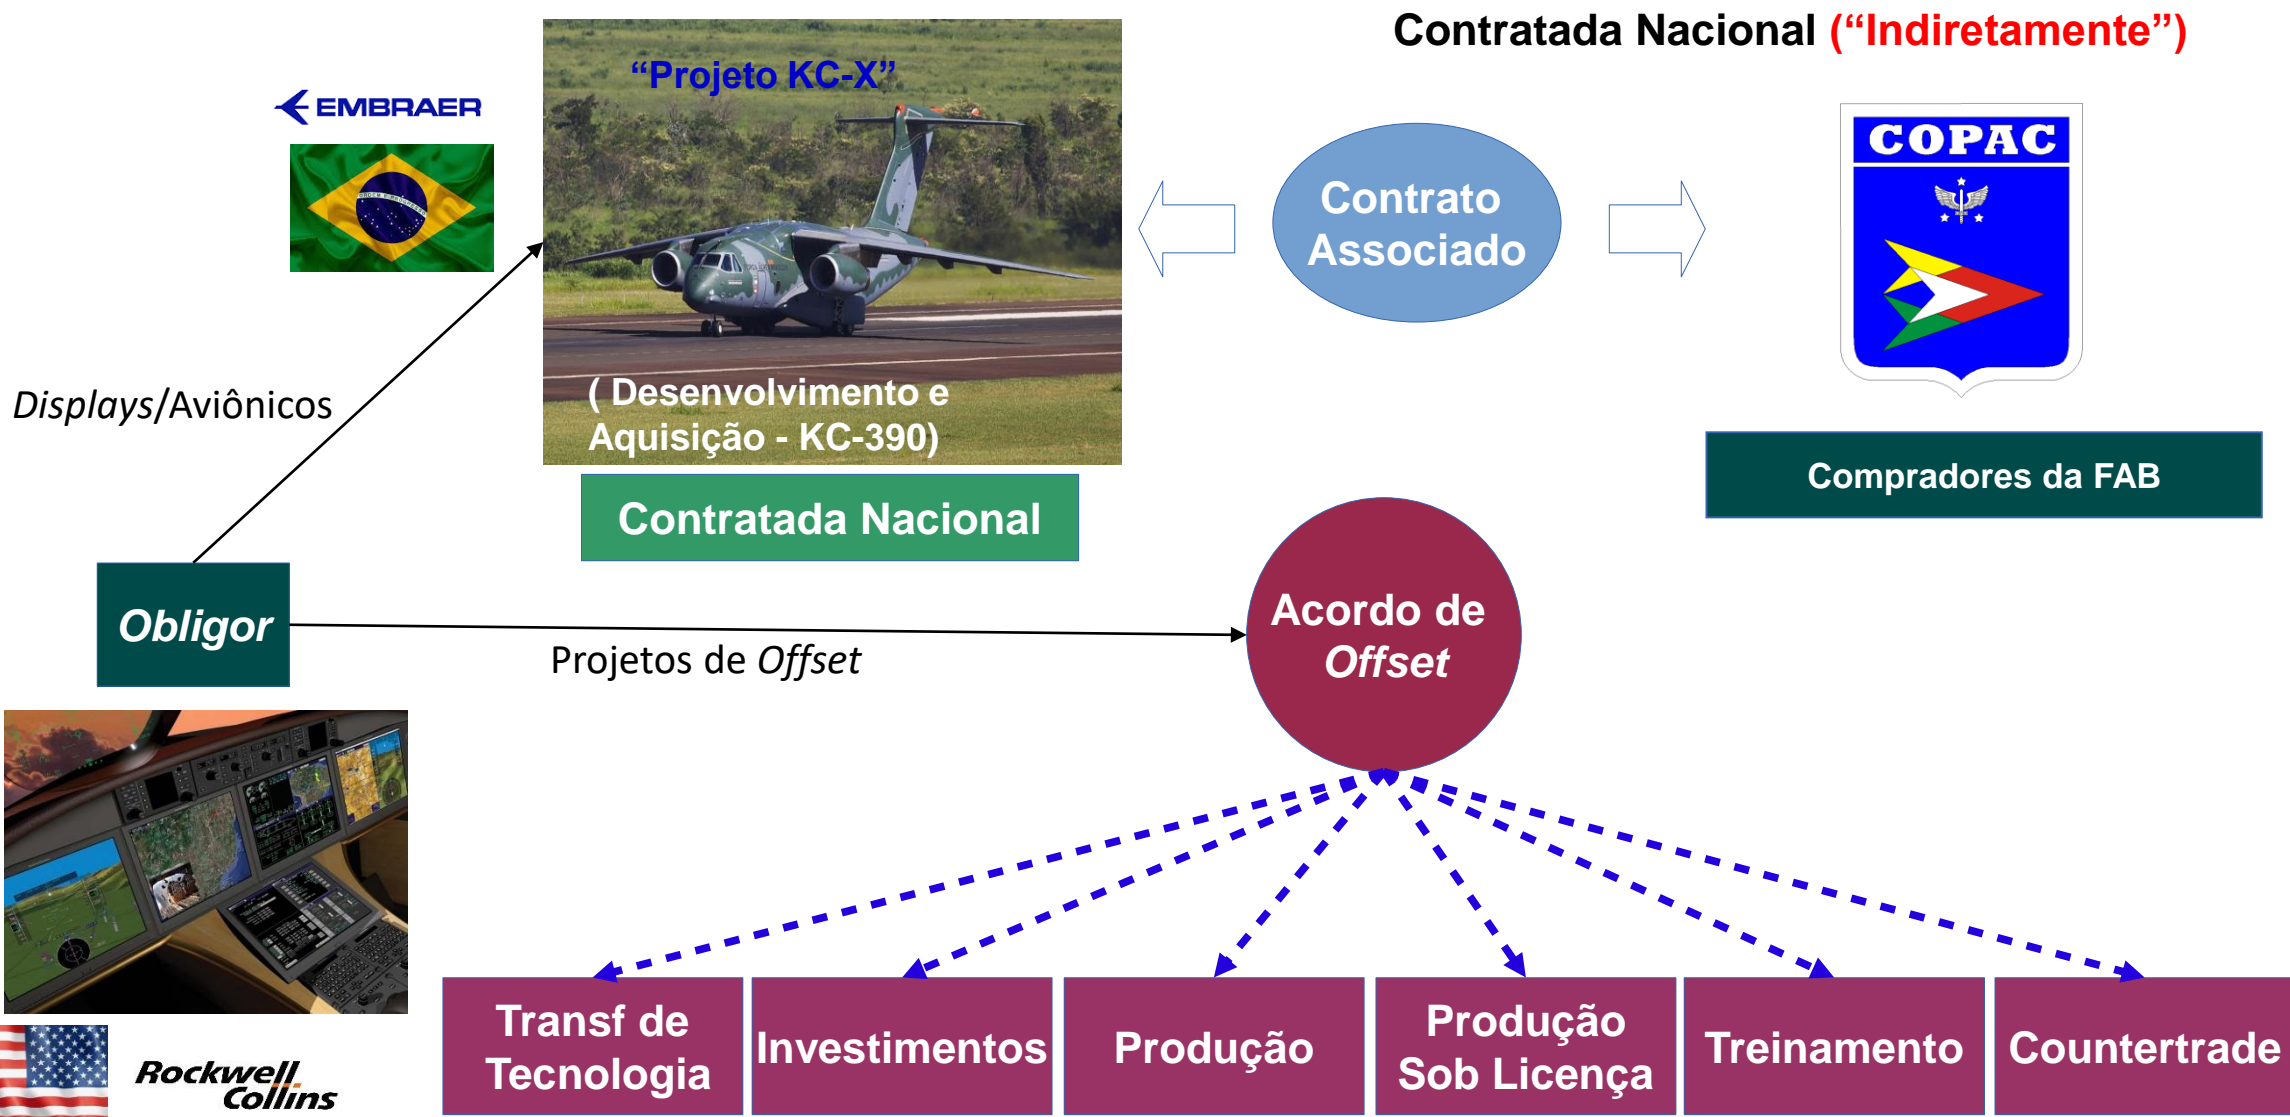 Contratada Nacional (“Indiretamente”)
“Projeto KC-X”
EMBRAER
COPAC
Contrato
Associado
( Desenvolvimento e
Aquisição - KC-390)
Displays/Aviônicos
Compradores da FAB
Contratada Nacional
Obligor
Projetos de Offset
Acordo de
Offset
Transf de
Tecnologia
Investimentos
Produção
Produção
Sob Licença
Treinamento
Countertrade
Rockwell
Collins